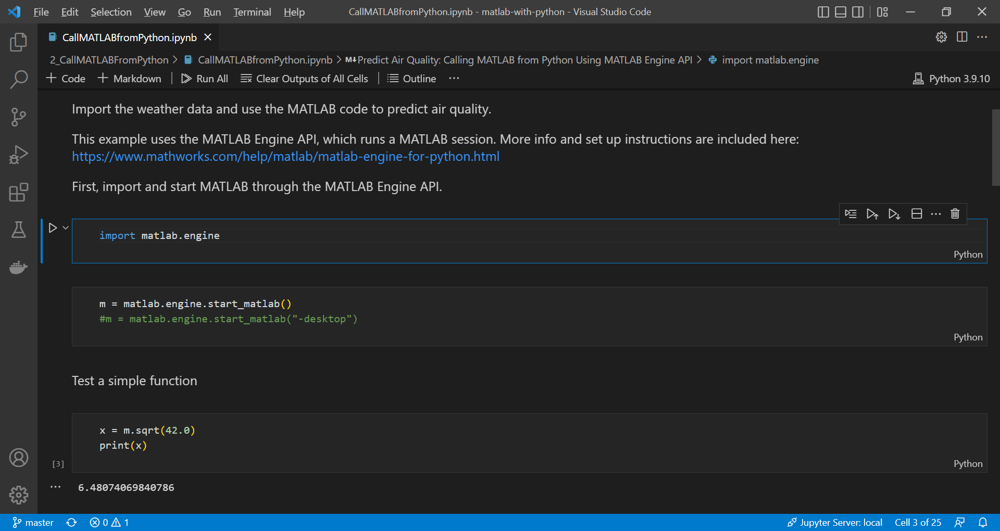 File Edit Selection View Go Run Terminal Help CallMATLABfromPython.ipynb - matlab-with-python - Visual Studio Code
CallMATLABfromPython.ipynb
2_CallMATLABFromPython > CallMATLABfromPython.ipynb > M↓Predict Air Quality: Calling MATLAB from Python Using MATLAB Engine API > import matlab.engine
+ Code + Markdown | Run All Clear Outputs of All Cells | Outline ··· Python 3.9.10
Import the weather data and use the MATLAB code to predict air quality.
This example uses the MATLAB Engine API, which runs a MATLAB session. More info and set up instructions are included here:
https://www.mathworks.com/help/matlab/matlab-engine-for-python.html
First, import and start MATLAB through the MATLAB Engine API.
import matlab.engine
Python
m = matlab.engine.start_matlab()
#m = matlab.engine.start_matlab("-desktop")
Python
Test a simple function
x = m.sqrt(42.0)
print(x)
[3]
Python
··· 6.48074069840786
master 0 1 Jupyter Server: local Cell 3 of 25